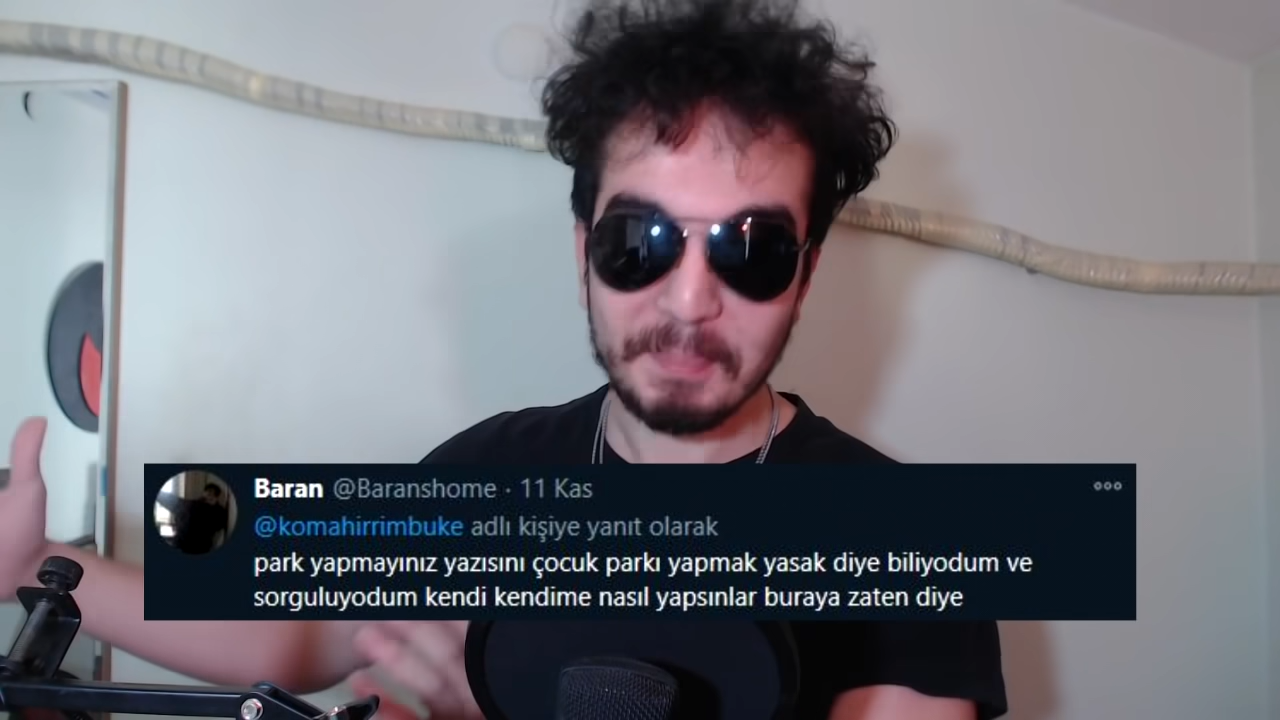 Baran @Baranshome · 11 Kas
@komahirrimbuke adlı kişiye yanıt olarak
park yapmayınız yazısını çocuk parkı yapmak yasak diye biliyodum ve
sorguluyodum kendi kendime nasıl yapsınlar buraya zaten diye